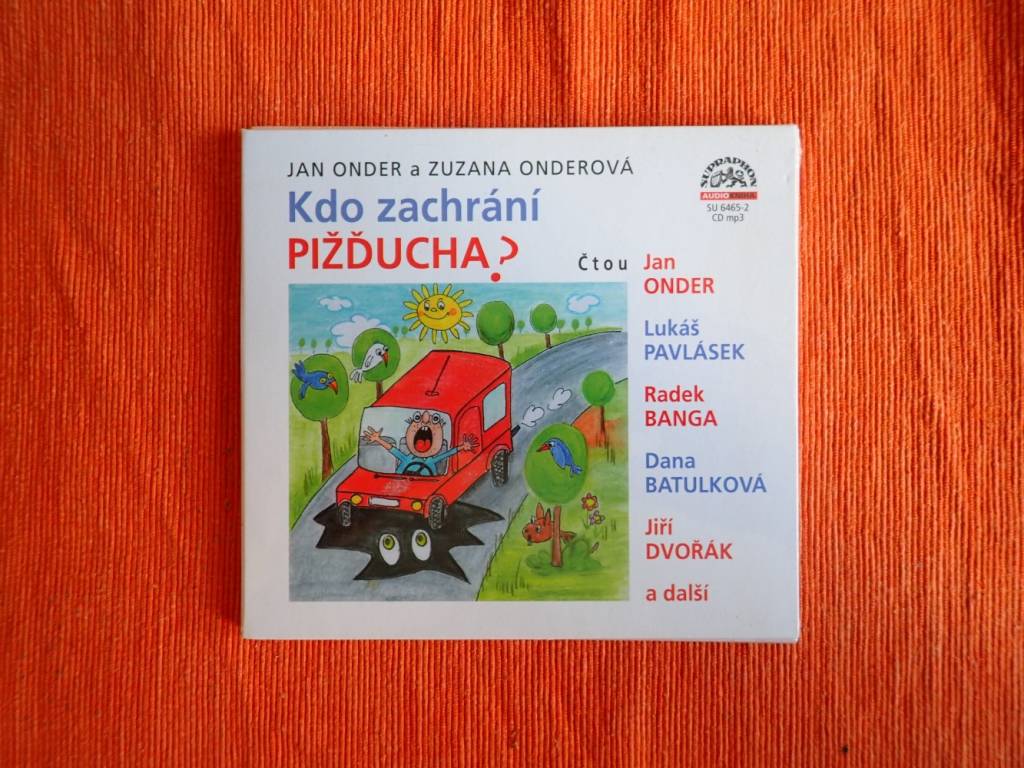 JAN ONDER a ZUZANA ONDEROVÁ
Kdo zachrání
PIŽĎUCHA?
SUPRAPHON
AUDIOKNIHA
SU 6465-2
CD mp3
Čtou
Jan
ONDER
Lukáš
PAVLÁSEK
Radek
BANGA
Dana
BATULKOVÁ
Jiří
DVOŘÁK
a další